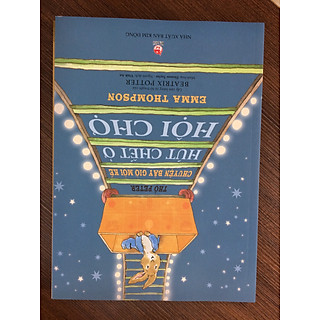 THỎ PETER
CHUYỆN BÂY GIỜ MỚI KỂ
HÚT CHẾT Ở
HỘI CHỢ
EMMA THOMPSON
BEATRIX POTTER
NHÀ XUẤT BẢN KIM ĐỒNG